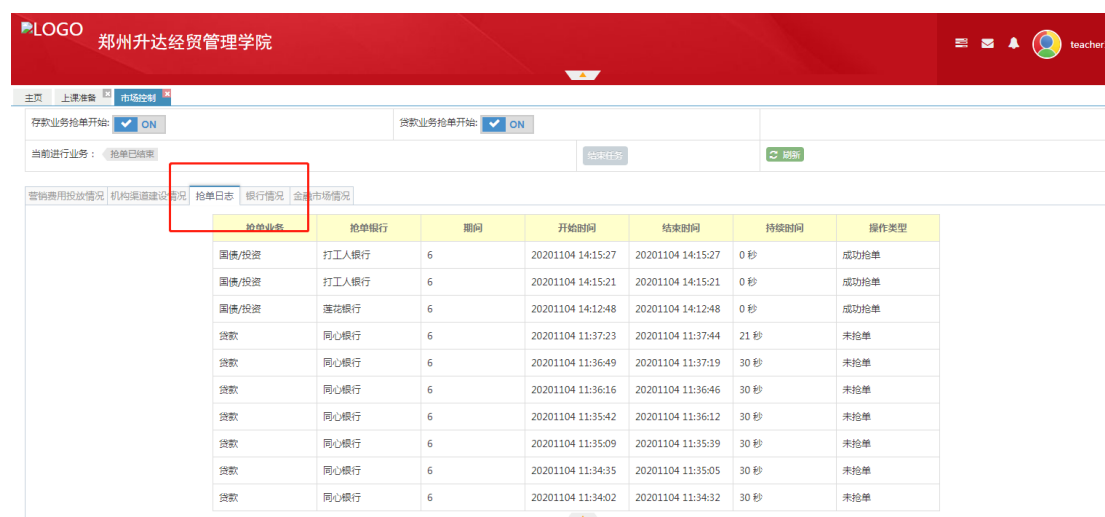 LOGO
郑州升达经贸管理学院
teacher
主页 上课准备 市场控制
存款业务抢单开始: ON 贷款业务抢单开始: ON
当前进行业务： 抢单已结束 结束任务 刷新
营销费用投放情况 机构渠道建设情况 抢单日志 银行情况 金融市场情况
抢单业务 抢单银行 期间 开始时间 结束时间 持续时间 操作类型
国债/投资 打工人银行 6 20201104 14:15:27 20201104 14:15:27 0 秒 成功抢单
国债/投资 打工人银行 6 20201104 14:15:21 20201104 14:15:21 0 秒 成功抢单
国债/投资 莲花银行 6 20201104 14:12:48 20201104 14:12:48 0 秒 成功抢单
贷款 同心银行 6 20201104 11:37:23 20201104 11:37:44 21 秒 未抢单
贷款 同心银行 6 20201104 11:36:49 20201104 11:37:19 30 秒 未抢单
贷款 同心银行 6 20201104 11:36:16 20201104 11:36:46 30 秒 未抢单
贷款 同心银行 6 20201104 11:35:42 20201104 11:36:12 30 秒 未抢单
贷款 同心银行 6 20201104 11:35:09 20201104 11:35:39 30 秒 未抢单
贷款 同心银行 6 20201104 11:34:35 20201104 11:35:05 30 秒 未抢单
贷款 同心银行 6 20201104 11:34:02 20201104 11:34:32 30 秒 未抢单